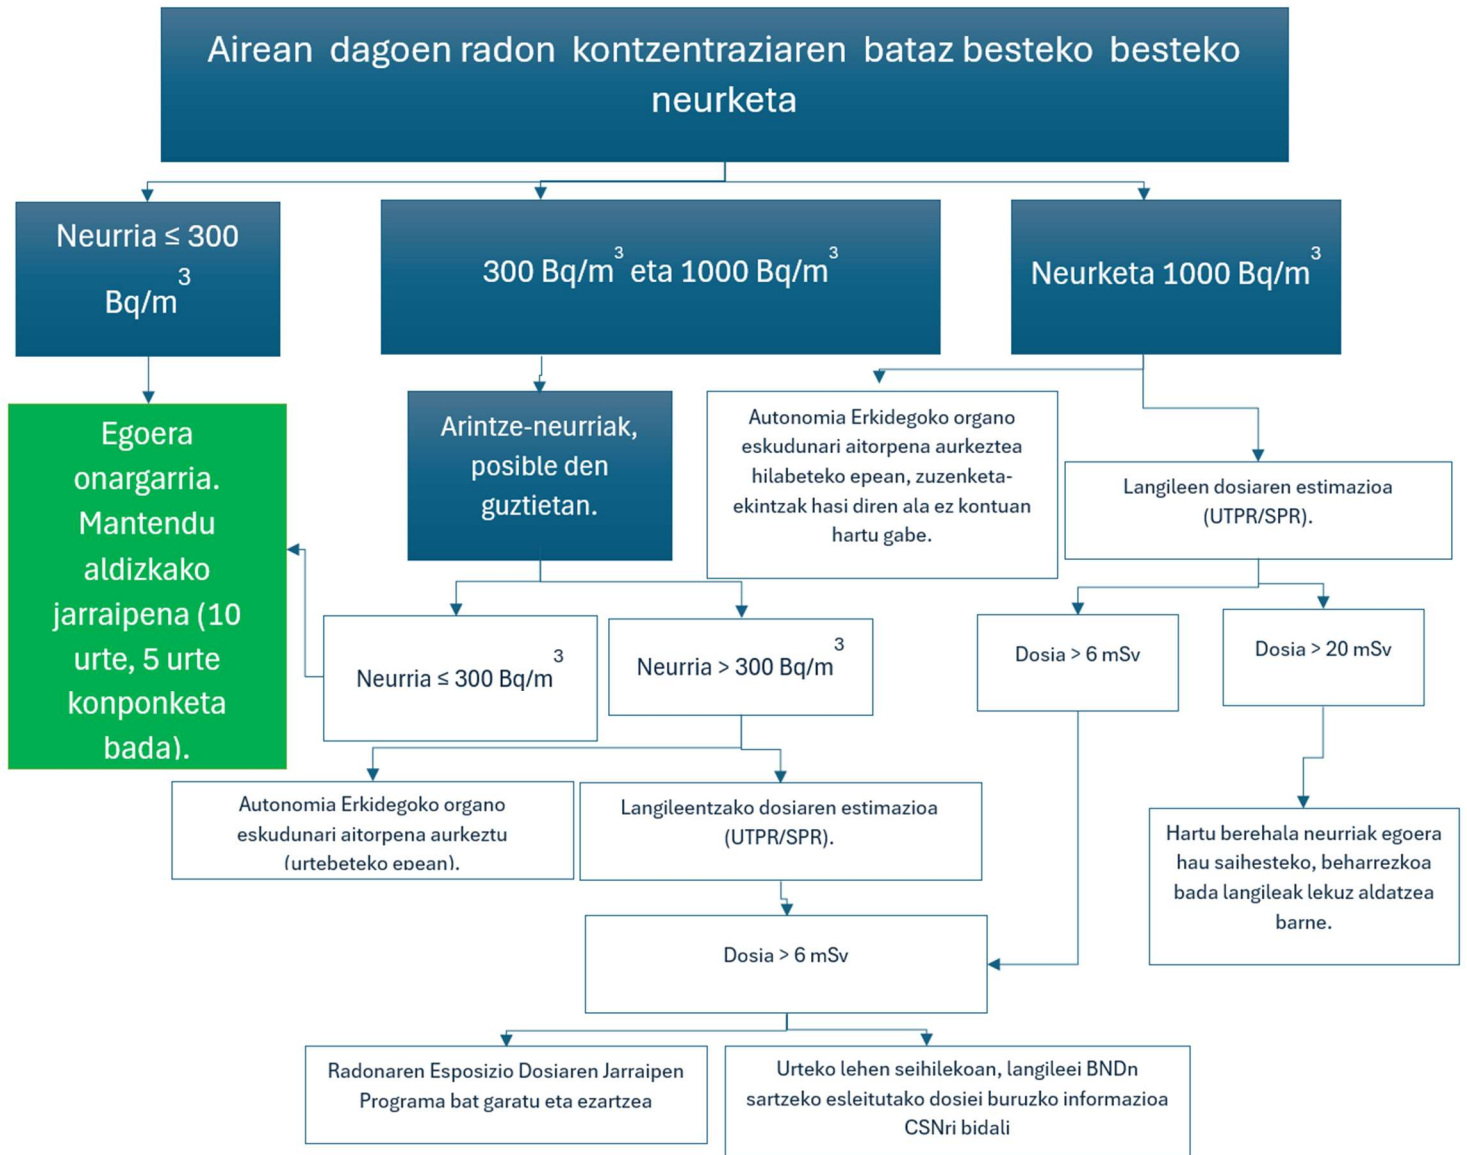 Airean dagoen radon kontzentraziaren bataz besteko besteko
neurketa
Neurria ≤ 300
Bq/m³
300 Bq/m³ eta 1000 Bq/m³
Neurketa 1000 Bq/m³
Egoera
onargarria.
Mantendu
aldizkako
jarraipena (10
urte, 5 urte
konponketa
bada).
Arintze-neurriak,
posible den
guztietan.
Autonomia Erkidegoko organo
eskudunari aitorpena aurkeztea
hilabeteko epean, zuzenketa-
ekintzak hasi diren ala ez kontuan
hartu gabe.
Langileen dosiaren estimazioa
(UTPR/SPR).
Neurria ≤ 300 Bq/m³
Neurria > 300 Bq/m³
Dosia > 6 mSv
Dosia > 20 mSv
Autonomia Erkidegoko organo
eskudunari aitorpena aurkeztu
(urtebeteko epean).
Langileentzako dosiaren estimazioa
(UTPR/SPR).
Hartu berehala neurriak egoera
hau saihesteko, beharrezkoa
bada langileak lekuz aldatzea
barne.
Dosia > 6 mSv
Radonaren Esposizio Dosiaren Jarraipen
Programa bat garatu eta ezartzea
Urteko lehen seihilekoan, langileei BNDn
sartzeko esleitutako dosiei buruzko informazioa
CSNri bidali